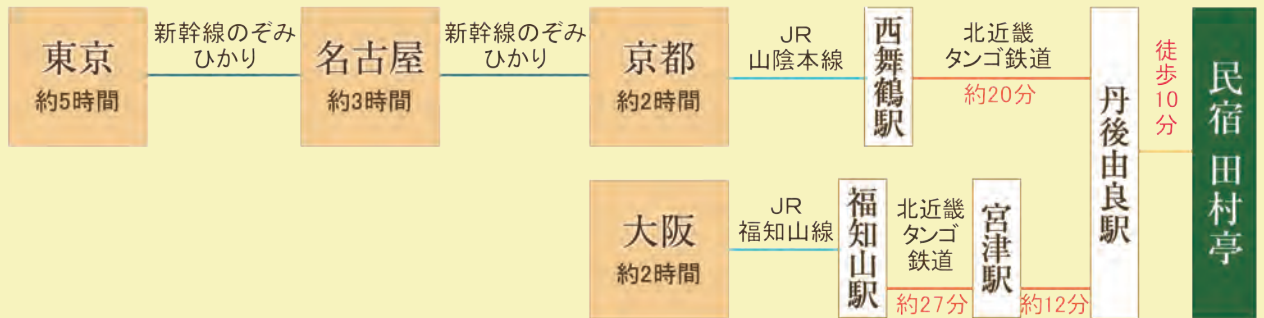 東京
約5時間
新幹線のぞみ
ひかり
名古屋
約3時間
新幹線のぞみ
ひかり
京都
約2時間
JR
山陰本線
西舞鶴駅
北近畿
タンゴ鉄道
約20分
大阪
約2時間
JR
福知山線
福知山駅
北近畿
タンゴ
鉄道
約27分
宮津駅
約12分
丹後由良駅
徒歩10分
民宿 田村亭